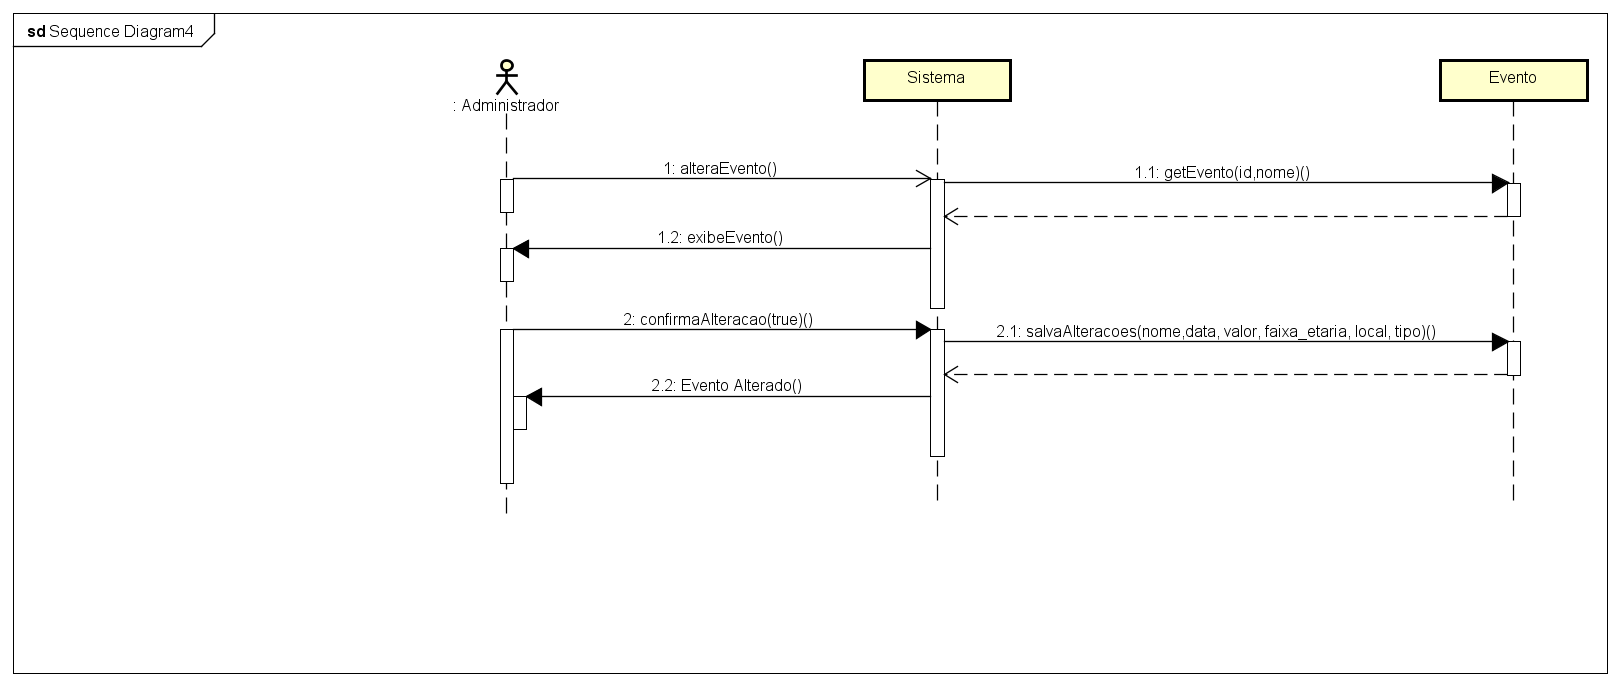 sd Sequence Diagram4
: Administrador
Sistema
Evento
1: alteraEvento()
1.1: getEvento(id,nome)()
1.2: exibeEvento()
2: confirmaAlteracao(true)()
2.1: salvaAlteracoes(nome,data, valor, faixa_etaria, local, tipo)()
2.2: Evento Alterado()